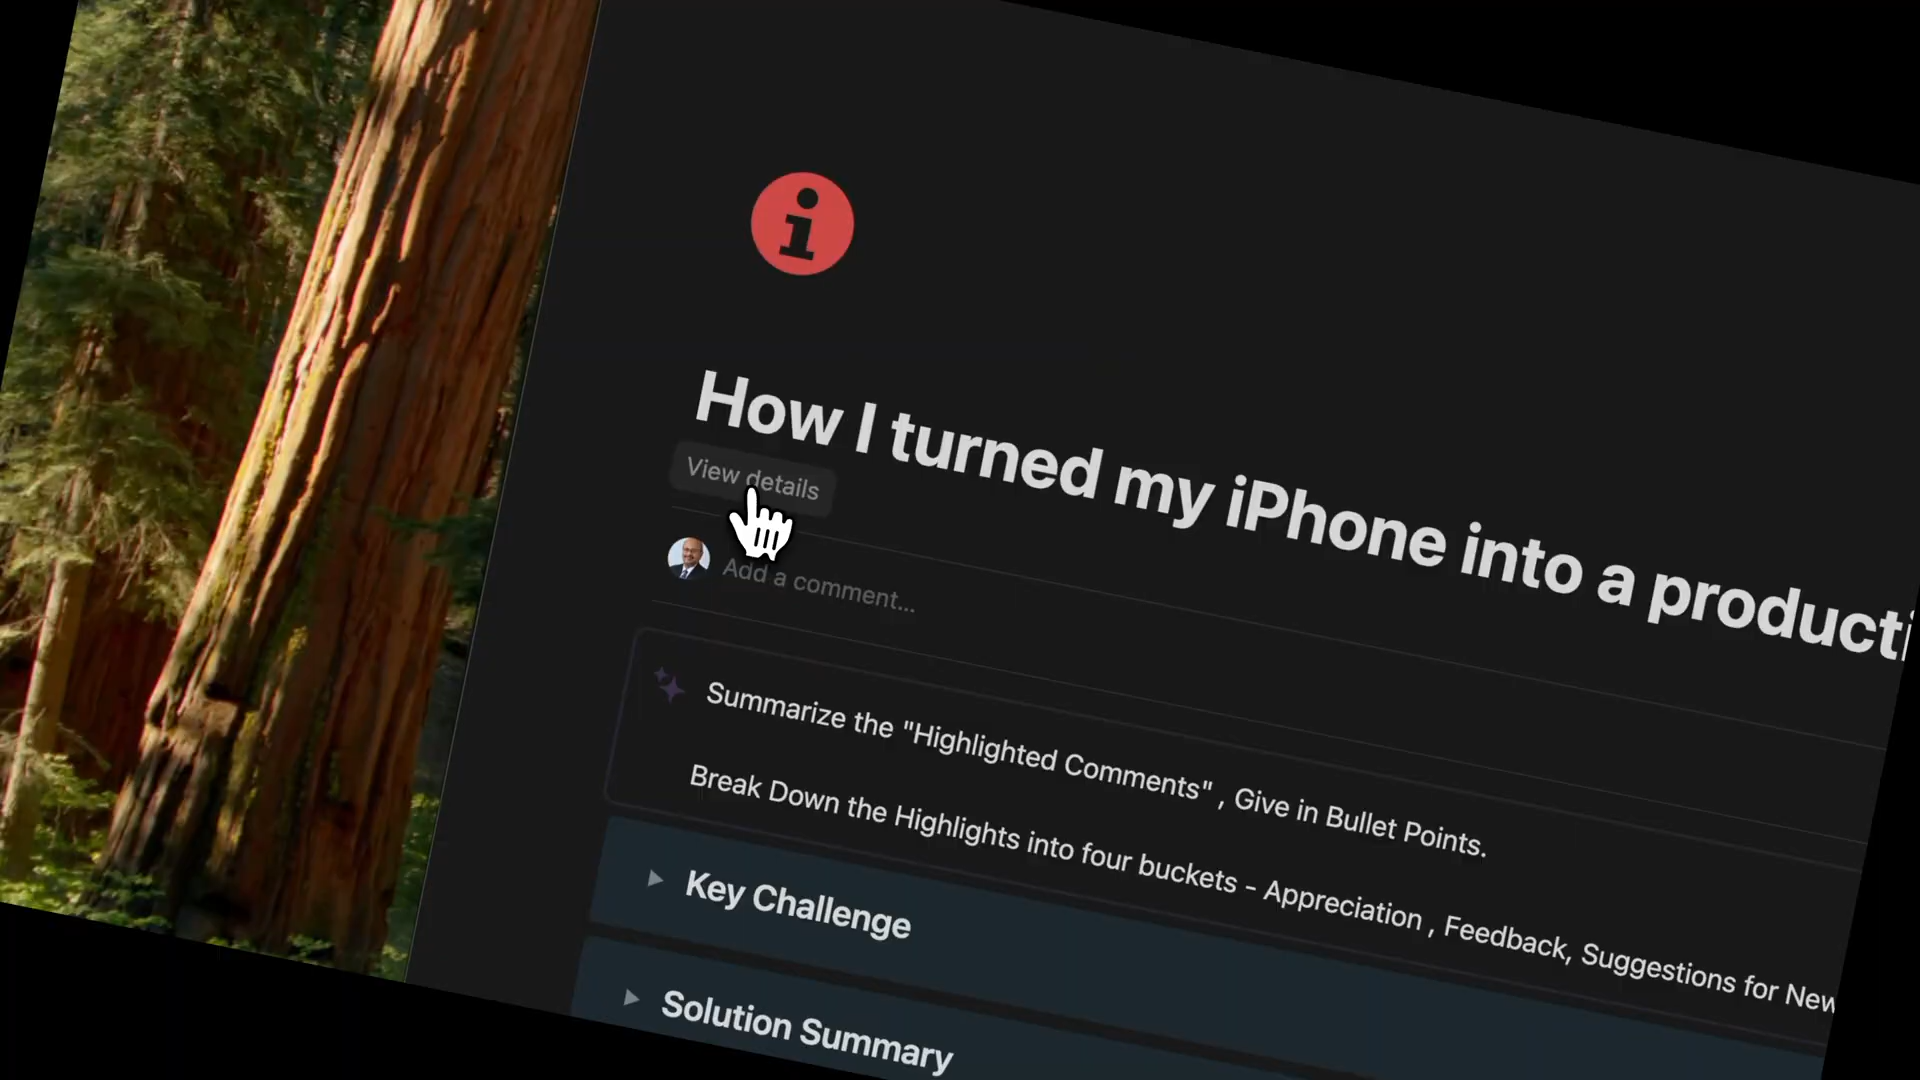 How I turned my iPhone into a producti
View details
Add a comment...
Summarize the "Highlighted Comments" , Give in Bullet Points.
Break Down the Highlights into four buckets - Appreciation , Feedback, Suggestions for New
Key Challenge
Solution Summary